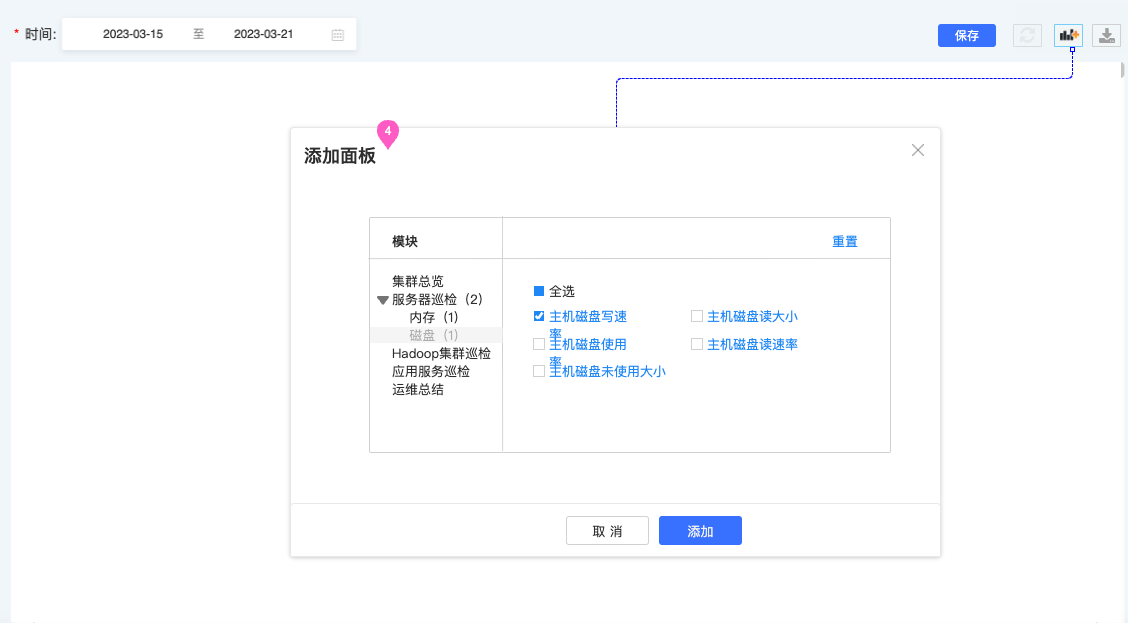 * 时间: 2023-03-15 至 2023-03-21 保存
4
添加面板
模块 重置
集群总览
服务器巡检（2）
内存（1）
磁盘（1）
Hadoop集群巡检
应用服务巡检
运维总结
全选
主机磁盘写速
率
主机磁盘读大小
主机磁盘使用
率
主机磁盘读速率
主机磁盘未使用大小
取 消 添加